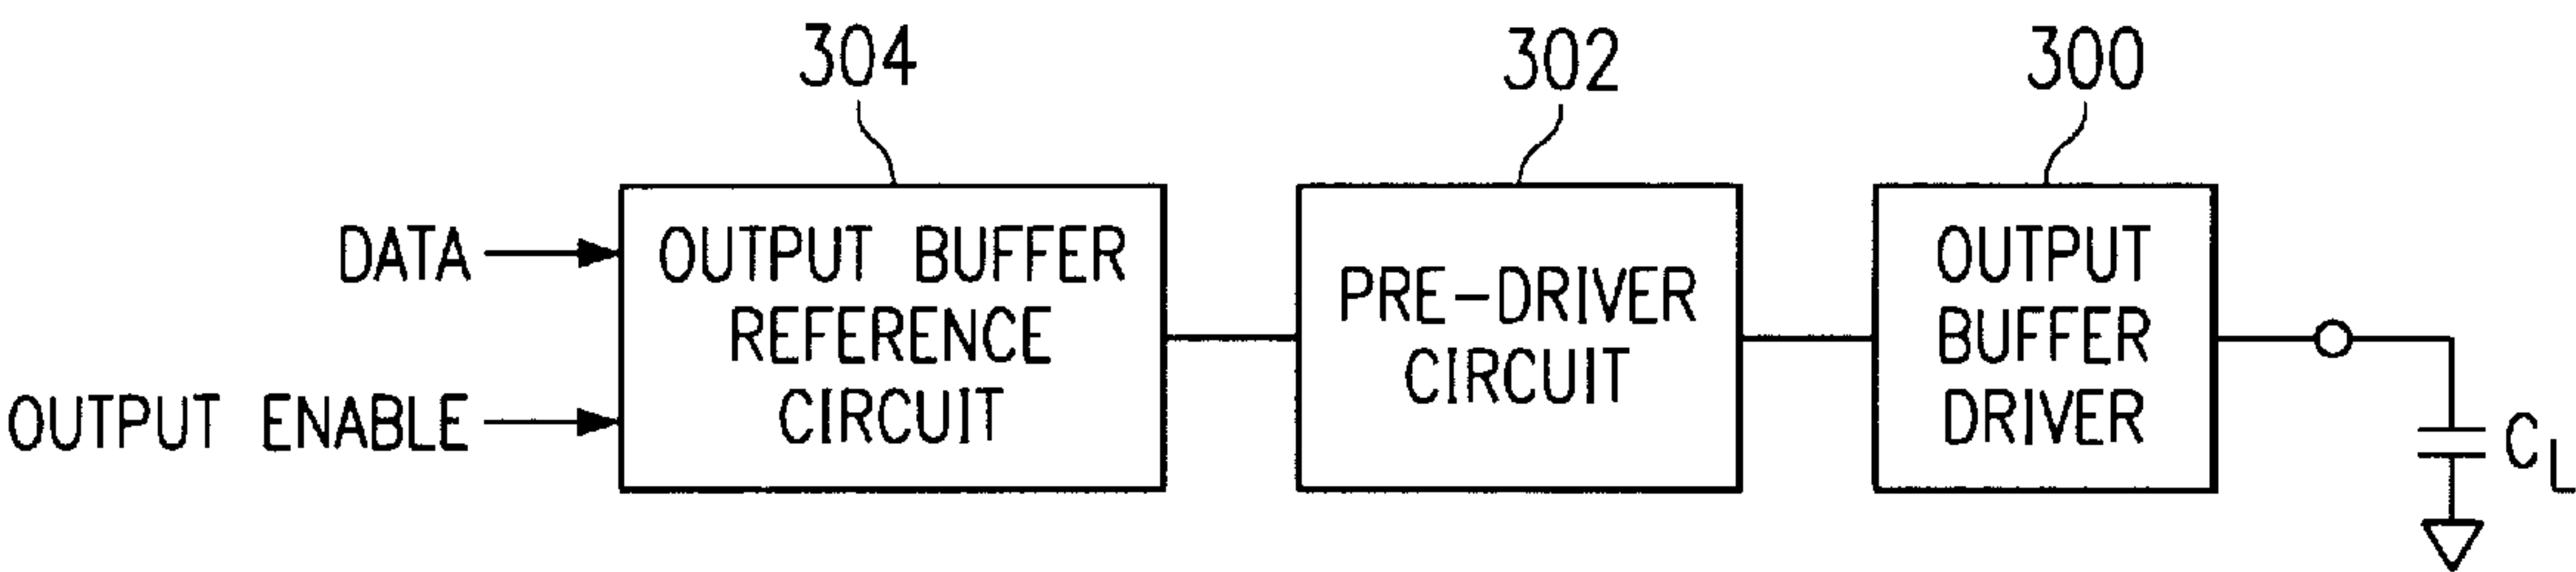 304
302
300
DATA
OUTPUT ENABLE
OUTPUT BUFFER
REFERENCE
CIRCUIT
PRE-DRIVER
CIRCUIT
OUTPUT
BUFFER
DRIVER
CL